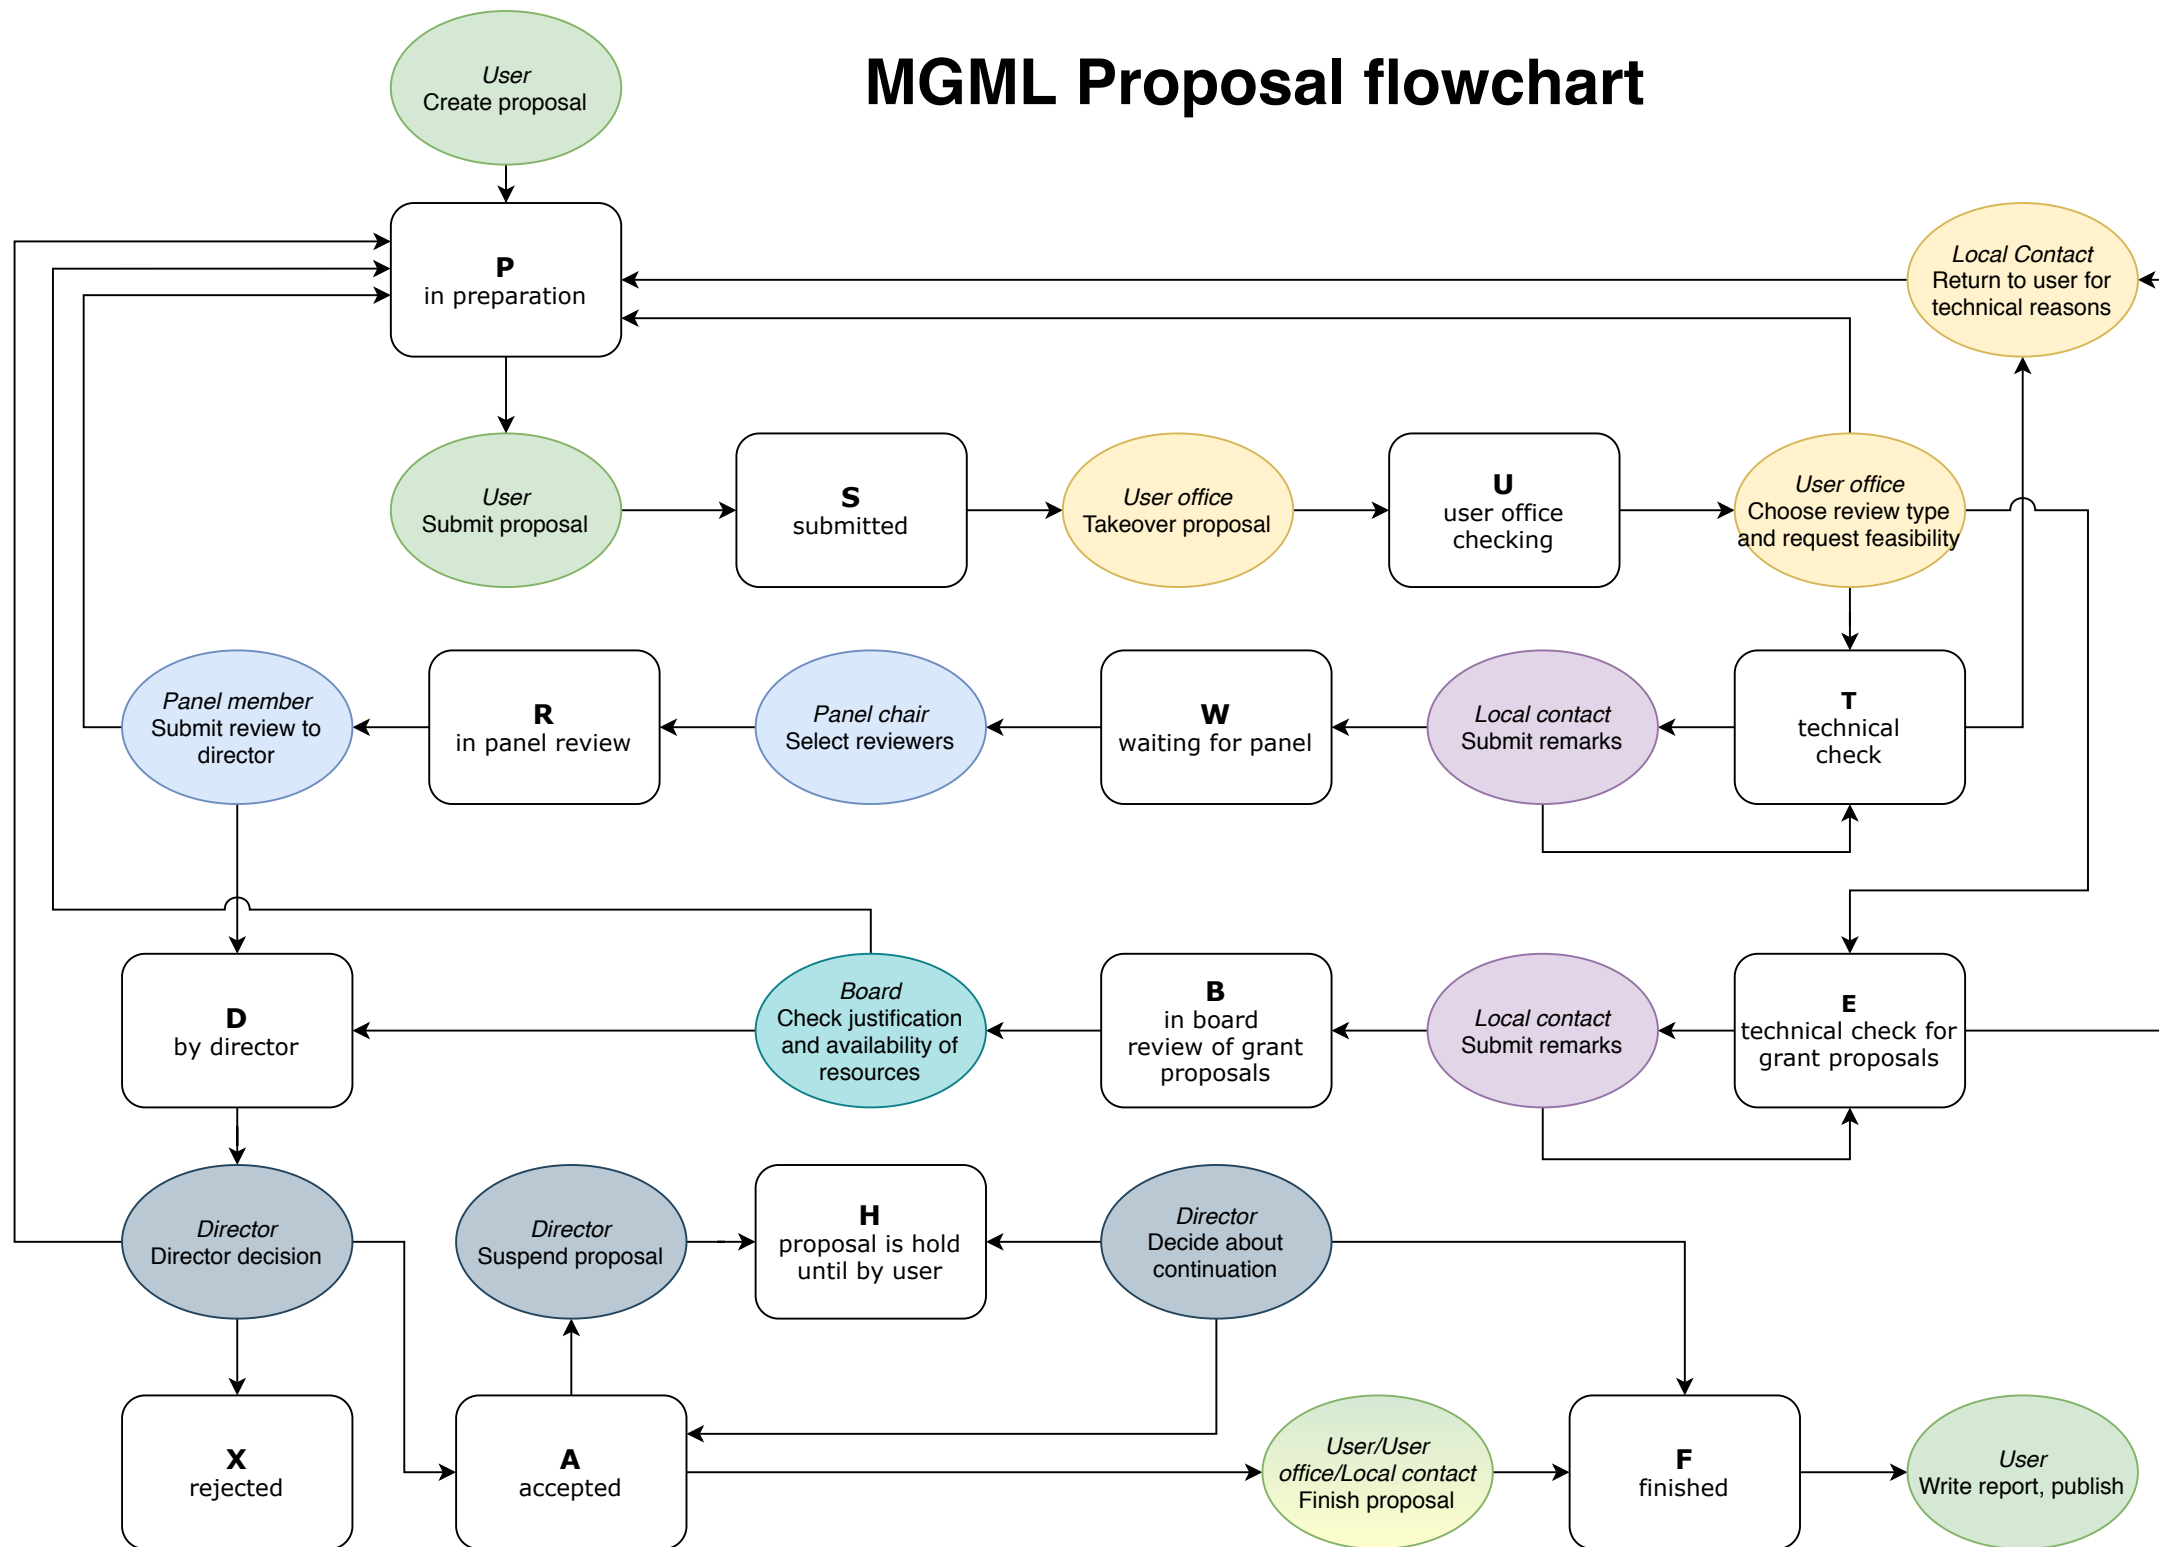 MGML Proposal flowchart
User
Create proposal
P
in preparation
Local Contact
Return to user for
technical reasons
User
Submit proposal
S
submitted
User office
Takeover proposal
U
user office
checking
User office
Choose review type
and request feasibility
Panel member
Submit review to
director
R
in panel review
Panel chair
Select reviewers
W
waiting for panel
Local contact
Submit remarks
T
technical
check
D
by director
Board
Check justification
and availability of
resources
B
in board
review of grant
proposals
Local contact
Submit remarks
E
technical check for
grant proposals
Director
Director decision
Director
Suspend proposal
H
proposal is hold
until by user
Director
Decide about
continuation
X
rejected
A
accepted
User/User
office/Local contact
Finish proposal
F
finished
User
Write report, publish